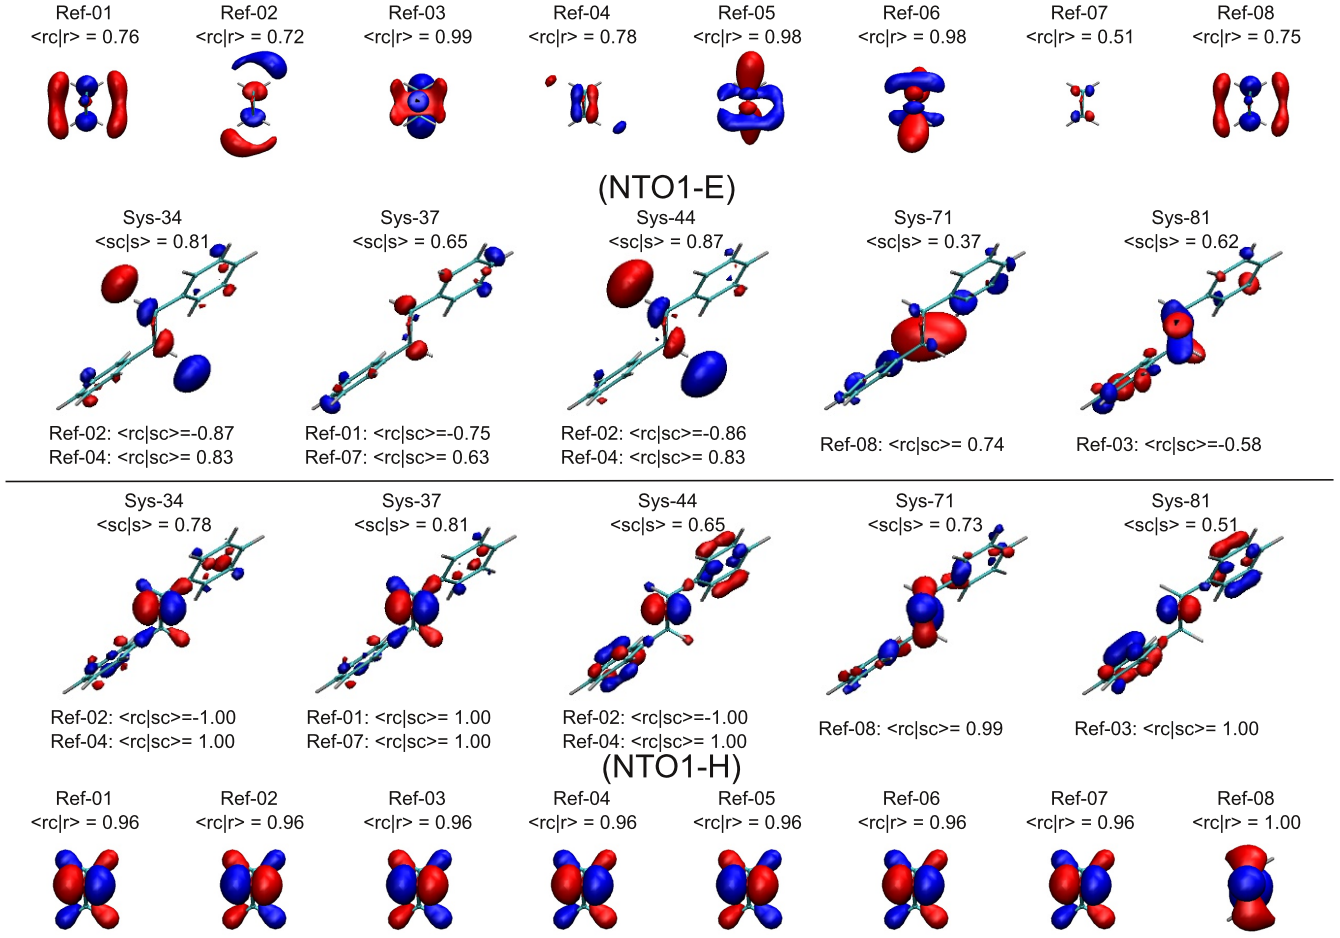 Ref-01 Ref-02 Ref-03 Ref-04 Ref-05 Ref-06 Ref-07 Ref-08
<rc|r> = 0.76 <rc|r> = 0.72 <rc|r> = 0.99 <rc|r> = 0.78 <rc|r> = 0.98 <rc|r> = 0.98 <rc|r> = 0.51 <rc|r> = 0.75
(NTO1-E)
Sys-34 Sys-37 Sys-44 Sys-71 Sys-81
<sc|s> = 0.81 <sc|s> = 0.65 <sc|s> = 0.87 <sc|s> = 0.37 <sc|s> = 0.62
Ref-02: <rc|sc>=-0.87 Ref-01: <rc|sc>=-0.75 Ref-02: <rc|sc>=-0.86 Ref-08: <rc|sc>= 0.74 Ref-03: <rc|sc>=-0.58
Ref-04: <rc|sc>= 0.83 Ref-07: <rc|sc>= 0.63 Ref-04: <rc|sc>= 0.83
Sys-34 Sys-37 Sys-44 Sys-71 Sys-81
<sc|s> = 0.78 <sc|s> = 0.81 <sc|s> = 0.65 <sc|s> = 0.73 <sc|s> = 0.51
Ref-02: <rc|sc>=-1.00 Ref-01: <rc|sc>= 1.00 Ref-02: <rc|sc>=-1.00 Ref-08: <rc|sc>= 0.99 Ref-03: <rc|sc>= 1.00
Ref-04: <rc|sc>= 1.00 Ref-07: <rc|sc>= 1.00 Ref-04: <rc|sc>= 1.00
(NTO1-H)
Ref-01 Ref-02 Ref-03 Ref-04 Ref-05 Ref-06 Ref-07 Ref-08
<rc|r> = 0.96 <rc|r> = 0.96 <rc|r> = 0.96 <rc|r> = 0.96 <rc|r> = 0.96 <rc|r> = 0.96 <rc|r> = 0.96 <rc|r> = 1.00